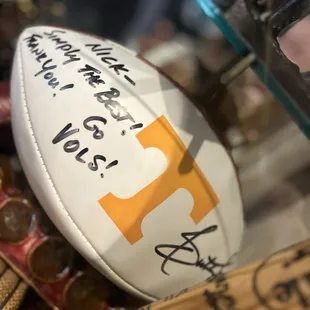 NICK-
SIMPLY THE BEST!
THANK YOU!
GO
VOLS!
T